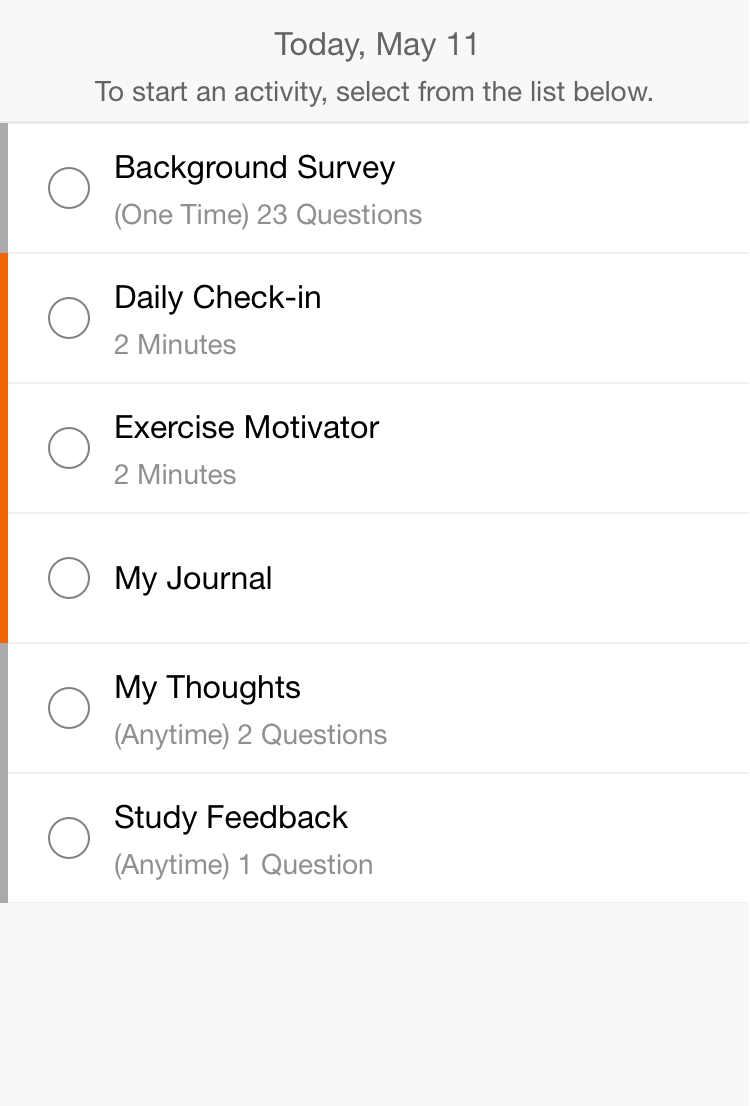 Today, May 11
To start an activity, select from the list below.
Background Survey
(One Time) 23 Questions
Daily Check-in
2 Minutes
Exercise Motivator
2 Minutes
My Journal
My Thoughts
(Anytime) 2 Questions
Study Feedback
(Anytime) 1 Question